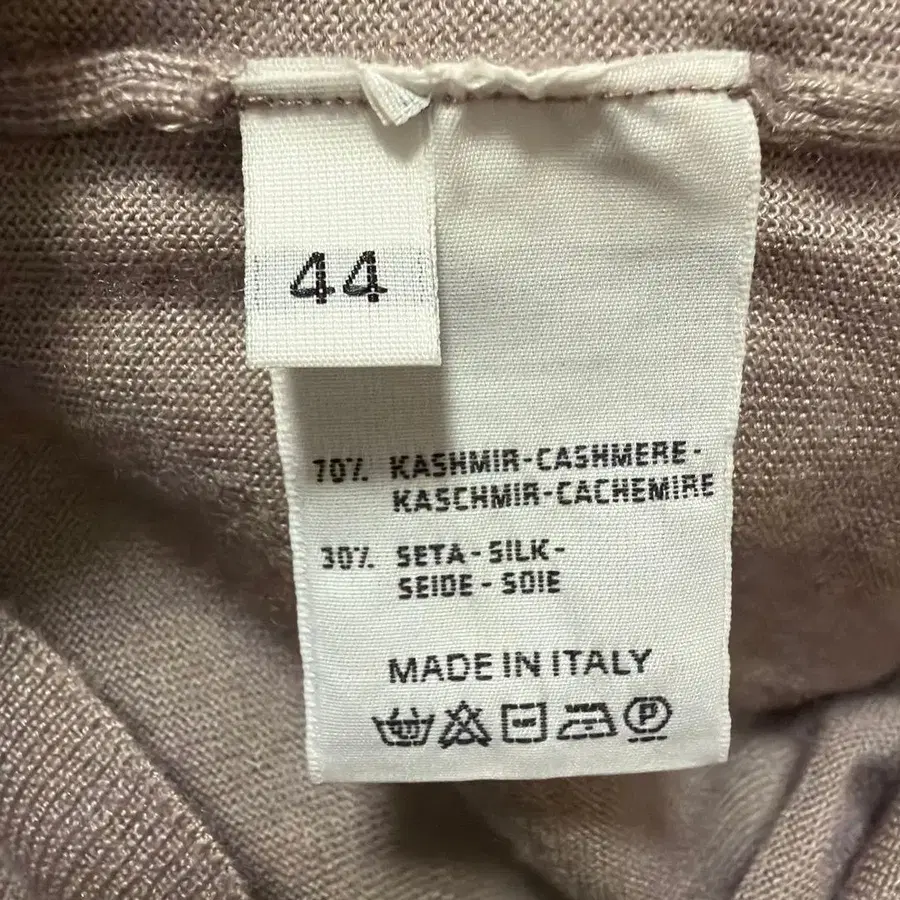 44
70% KASHMIR-CASHMERE-
KASCHMIR-CACHEMIRE
30% SETA-SILK-
SEIDE-SOIE
MADE IN ITALY
P